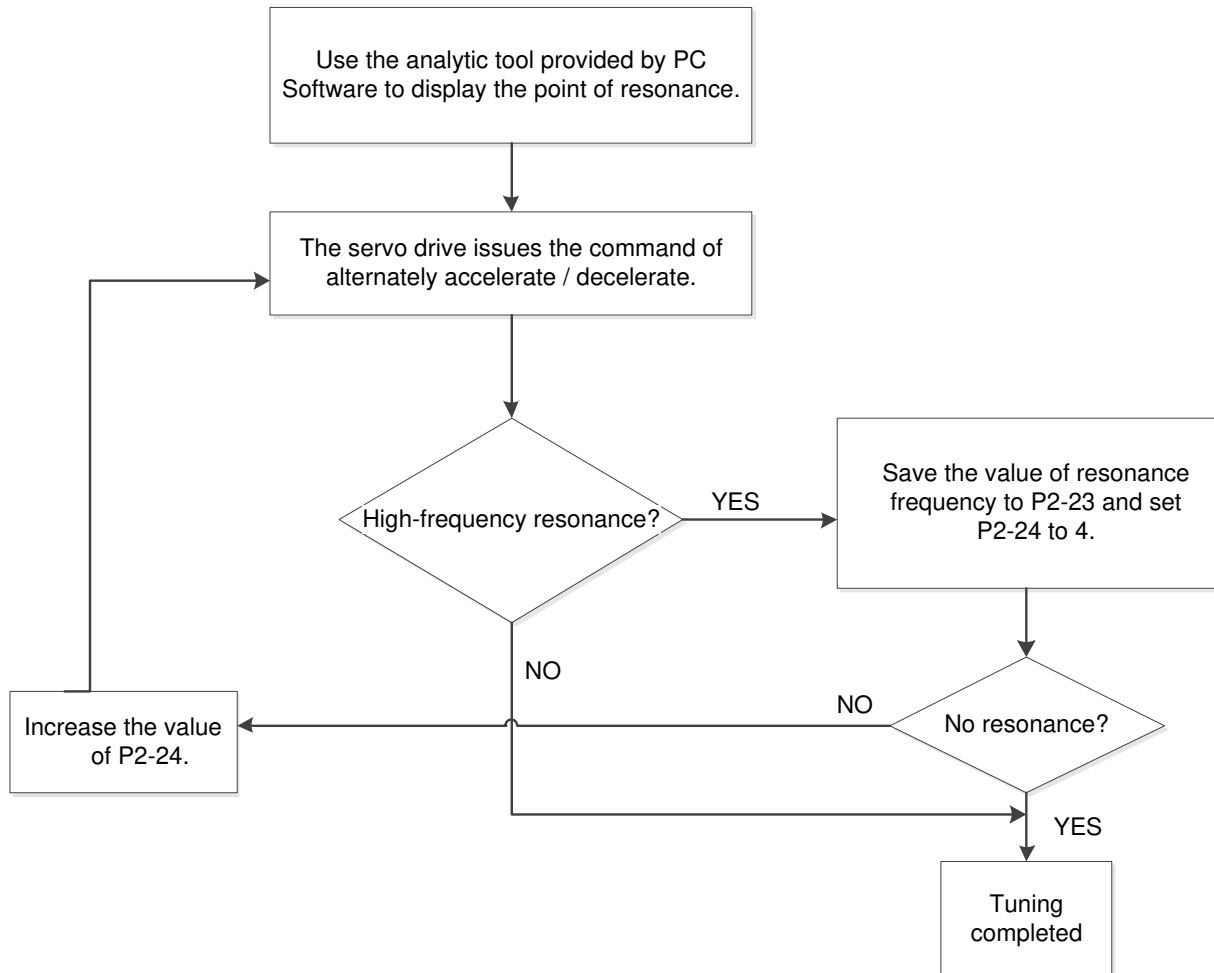 Use the analytic tool provided by PC
Software to display the point of resonance.
The servo drive issues the command of
alternately accelerate / decelerate.
High-frequency resonance?
YES
Save the value of resonance
frequency to P2-23 and set
P2-24 to 4.
NO
NO
No resonance?
Increase the value
of P2-24.
YES
Tuning
completed